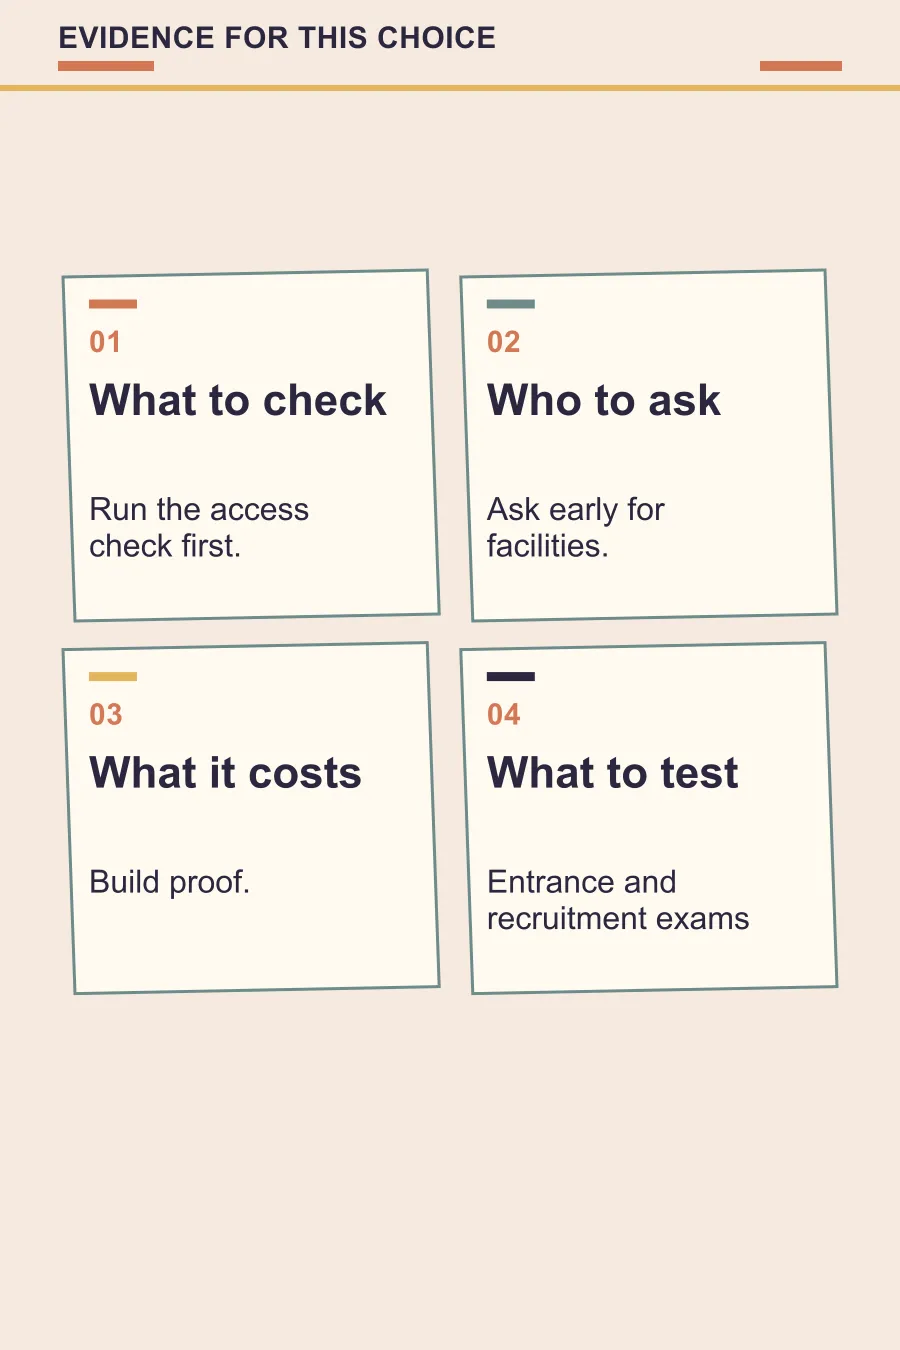 EVIDENCE FOR THIS CHOICE
01
What to check
Run the access
check first.
02
Who to ask
Ask early for
facilities.
03
What it costs
Build proof.
04
What to test
Entrance and
recruitment exams